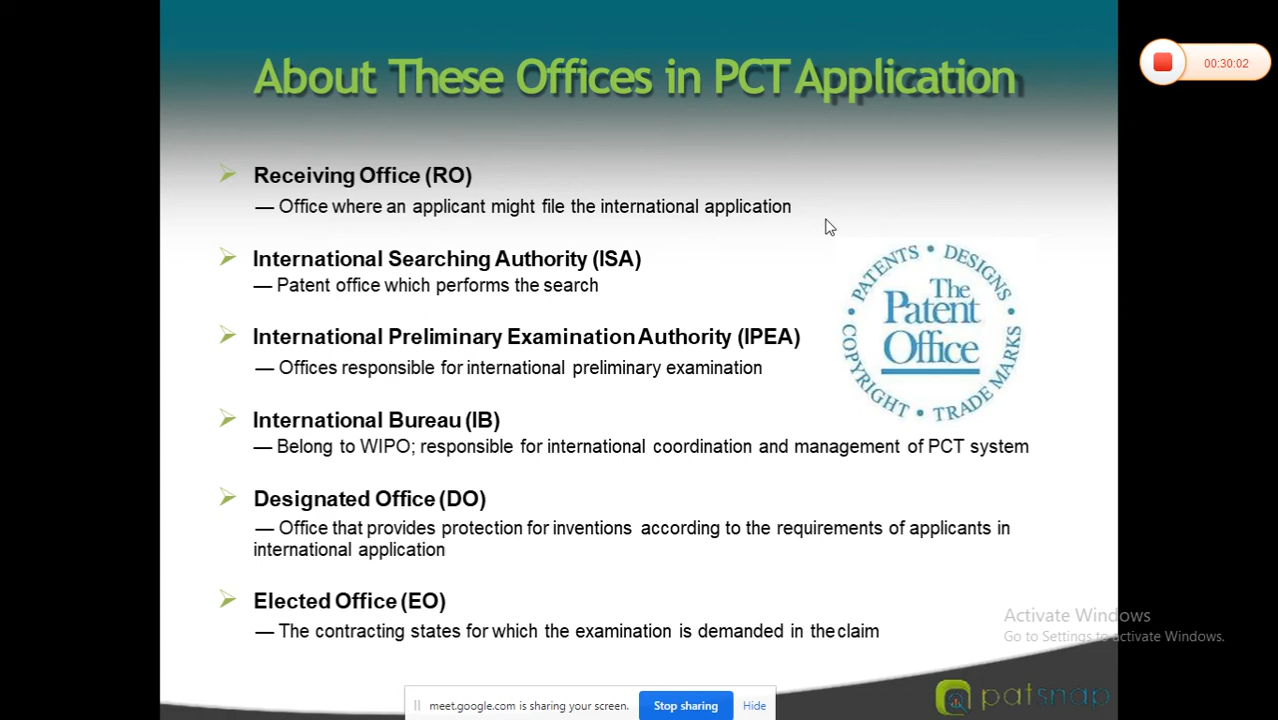 About These Offices in PCT Application
00:30:02
Receiving Office (RO)
— Office where an applicant might file the international application
International Searching Authority (ISA)
— Patent office which performs the search
International Preliminary Examination Authority (IPEA)
— Offices responsible for international preliminary examination
International Bureau (IB)
— Belong to WIPO; responsible for international coordination and management of PCT system
Designated Office (DO)
— Office that provides protection for inventions according to the requirements of applicants in
international application
Elected Office (EO)
— The contracting states for which the examination is demanded in the claim
PATENTS • DESIGNS • TRADE MARKS • COPYRIGHT •
The
Patent
Office
Activate Windows
Go to Settings to activate Windows.
patsnap
meet.google.com is sharing your screen.
Stop sharing
Hide